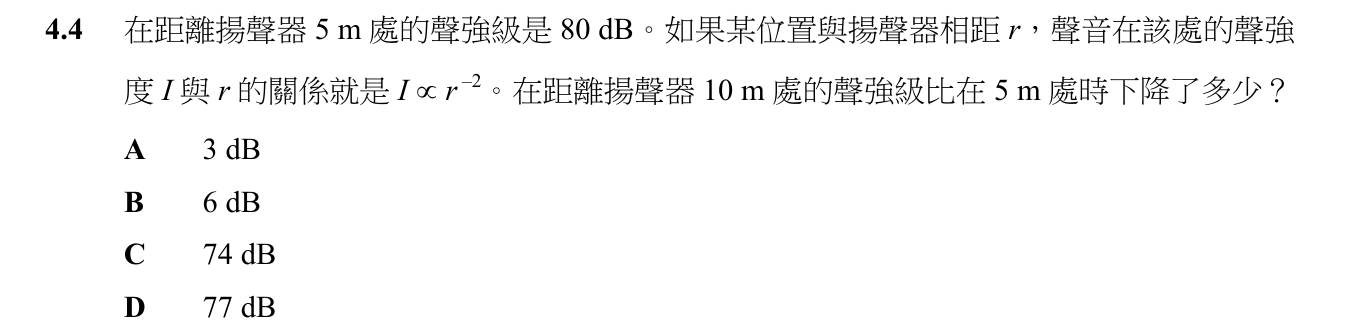 4.4 在距離揚聲器 5 m 處的聲強級是 80 dB。如果某位置與揚聲器相距 r，聲音在該處的聲強
度 I 與 r 的關係就是 I ∝ r⁻²。在距離揚聲器 10 m 處的聲強級比在 5 m 處時下降了多少？
A 3 dB
B 6 dB
C 74 dB
D 77 dB